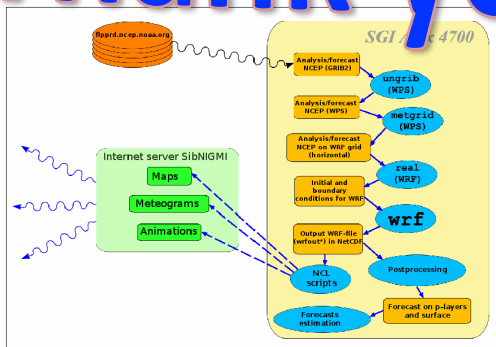 ftpprd.ncep.noaa.org
4700
Analysis/forecast
NCEP (GRIB2)
ungrib
(WPS)
Analysis/forecast
NCEP (WPS)
metgrid
(WPS)
Analysis/forecast
NCEP on WRF grid
(horizontal)
real
(WRF)
Initial and
boundary
conditions for WRF
wrf
Output WRF-file
(wrfout*) in NetCDF
Internet server SibNIGMI
Maps
Meteograms
Animations
NCL
scripts
Postprocessing
Forecast on p-layers
and surface
Forecasts
estimation
SGI